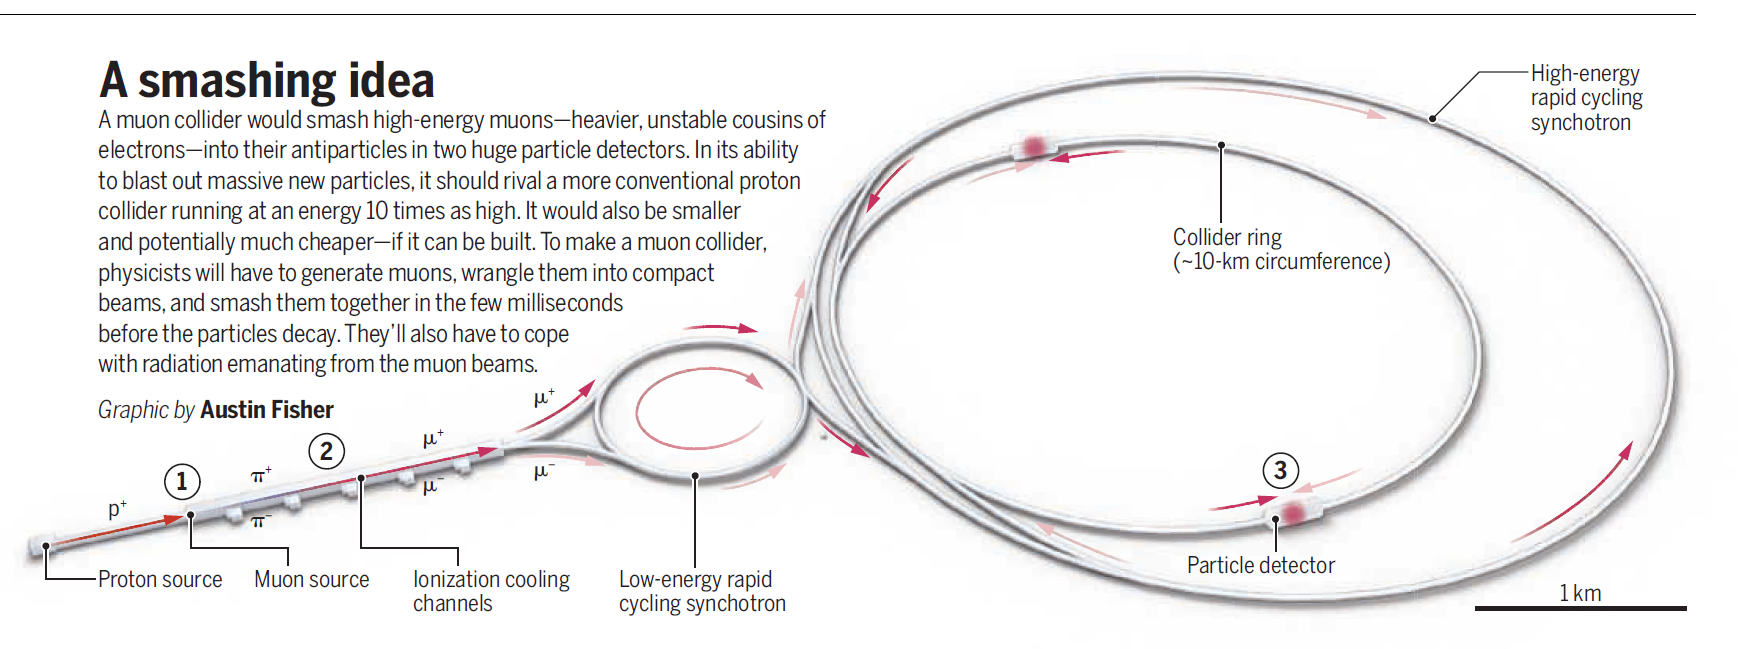 A smashing idea
A muon collider would smash high-energy muons—heavier, unstable cousins of
electrons—into their antiparticles in two huge particle detectors. In its ability
to blast out massive new particles, it should rival a more conventional proton
collider running at an energy 10 times as high. It would also be smaller
and potentially much cheaper—if it can be built. To make a muon collider,
physicists will have to generate muons, wrangle them into compact
beams, and smash them together in the few milliseconds
before the particles decay. They’ll also have to cope
with radiation emanating from the muon beams.
Graphic by Austin Fisher
p⁺
1
π⁺
π⁻
2
μ⁺
μ⁻
μ⁺
μ⁻
Proton source
Muon source
Ionization cooling
channels
Low-energy rapid
cycling synchotron
High-energy
rapid cycling
synchotron
Collider ring
(~10-km circumference)
3
Particle detector
1 km